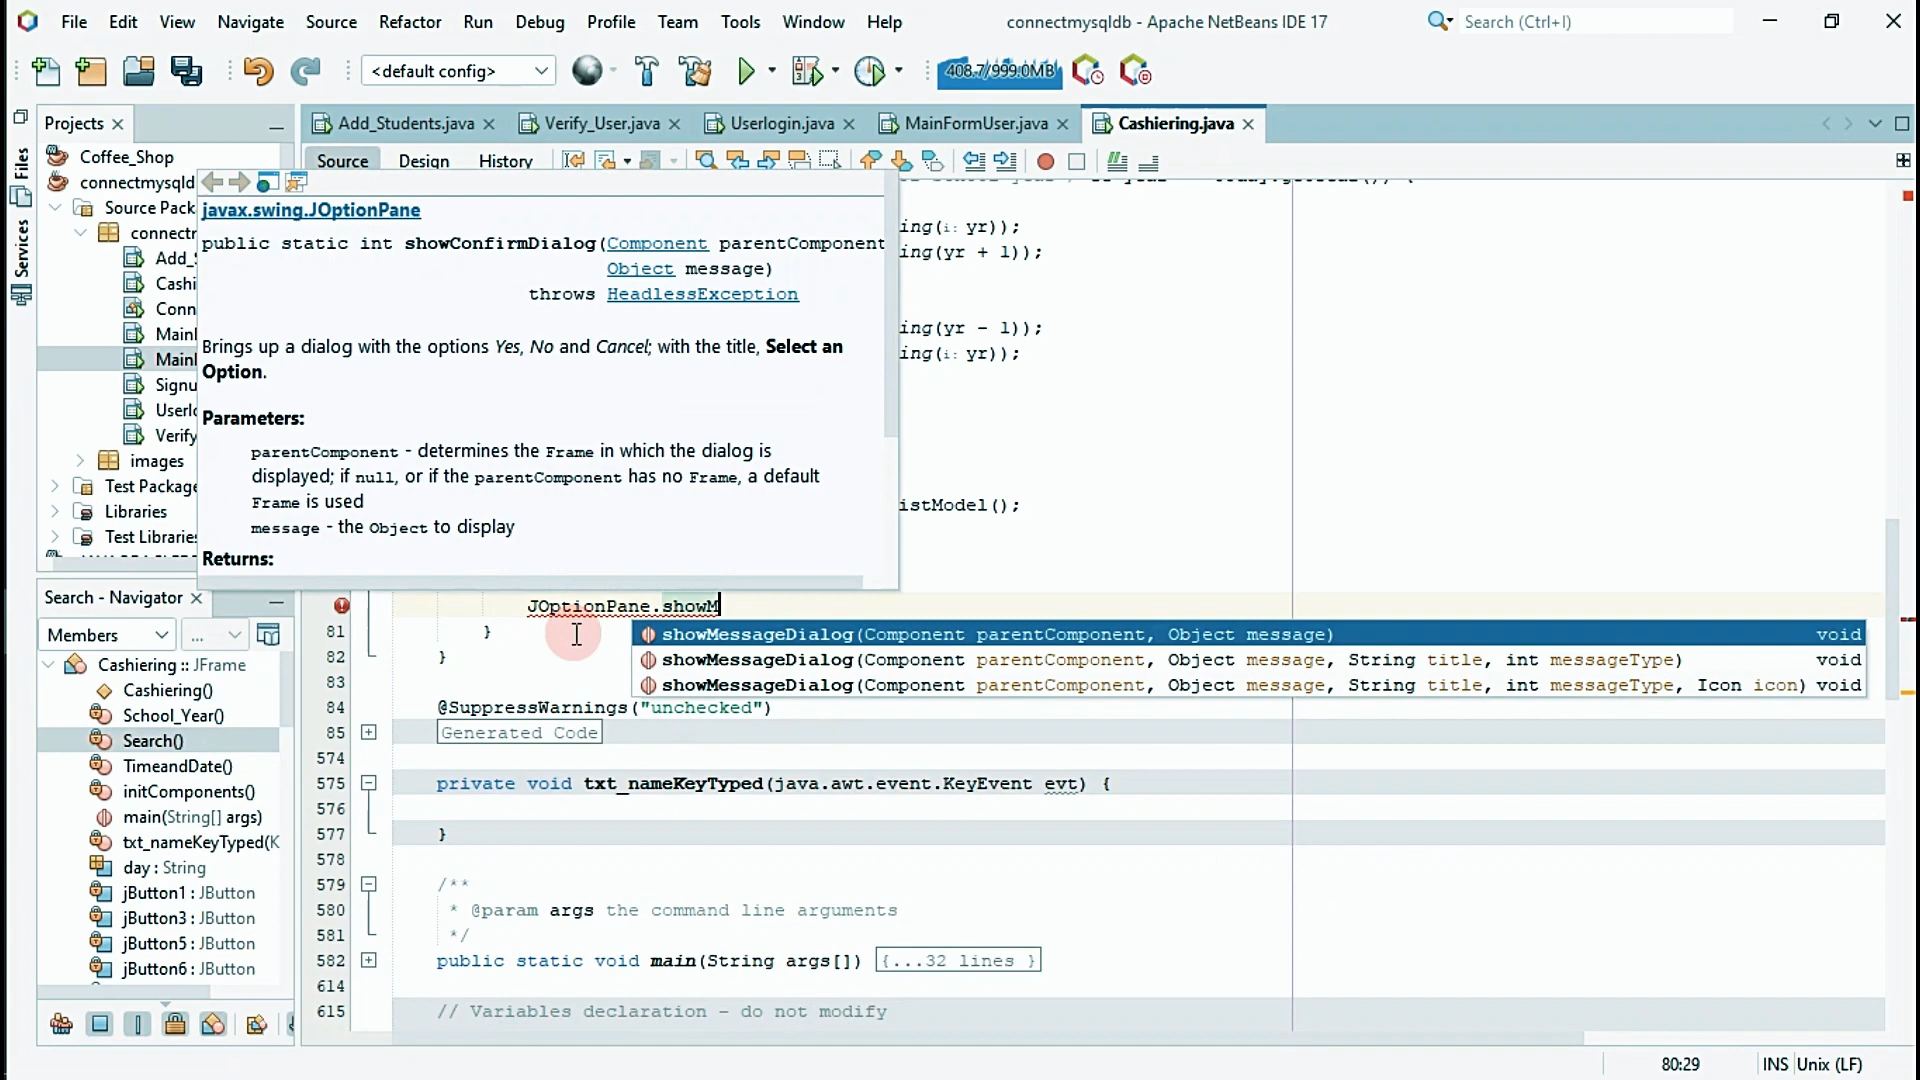 File Edit View Navigate Source Refactor Run Debug Profile Team Tools Window Help
connectmysqldb - Apache NetBeans IDE 17
Search (Ctrl+I)
<default config>
408.7/999.0MB
Projects
Add_Students.java
Verify_User.java
Userlogin.java
MainFormUser.java
Cashiering.java
Source Design History
Files
Services
Coffee_Shop
connectmysqld
Source Pack
connectr
Add_S
Cashi
Conn
Main
Main
Signu
Userlo
Verify
images
Test Package
Libraries
Test Libraries
javax.swing.JOptionPane
public static int showConfirmDialog(Component parentComponent
Object message)
throws HeadlessException
Brings up a dialog with the options Yes, No and Cancel; with the title, Select an
Option.
Parameters:
parentComponent - determines the Frame in which the dialog is
displayed; if null, or if the parentComponent has no Frame, a default
Frame is used
message - the Object to display
Returns:
ing(i: yr));
ing(yr + 1));
ing(yr - 1));
ing(i: yr));
istModel();
JOptionPane.showM
81 }
82 }
83
84 @SuppressWarnings("unchecked")
85 Generated Code
574
575 private void txt_nameKeyTyped(java.awt.event.KeyEvent evt) {
576
577 }
578
579 /**
580 * @param args the command line arguments
581 */
582 public static void main(String args[]) {...32 lines }
614
615 // Variables declaration - do not modify
showMessageDialog(Component parentComponent, Object message) void
showMessageDialog(Component parentComponent, Object message, String title, int messageType) void
showMessageDialog(Component parentComponent, Object message, String title, int messageType, Icon icon) void
Search - Navigator
Members
...
Cashiering :: JFrame
Cashiering()
School_Year()
Search()
TimeandDate()
initComponents()
main(String[] args)
txt_nameKeyTyped(K
day : String
jButton1 : JButton
jButton3 : JButton
jButton5 : JButton
jButton6 : JButton
80:29
INS Unix (LF)